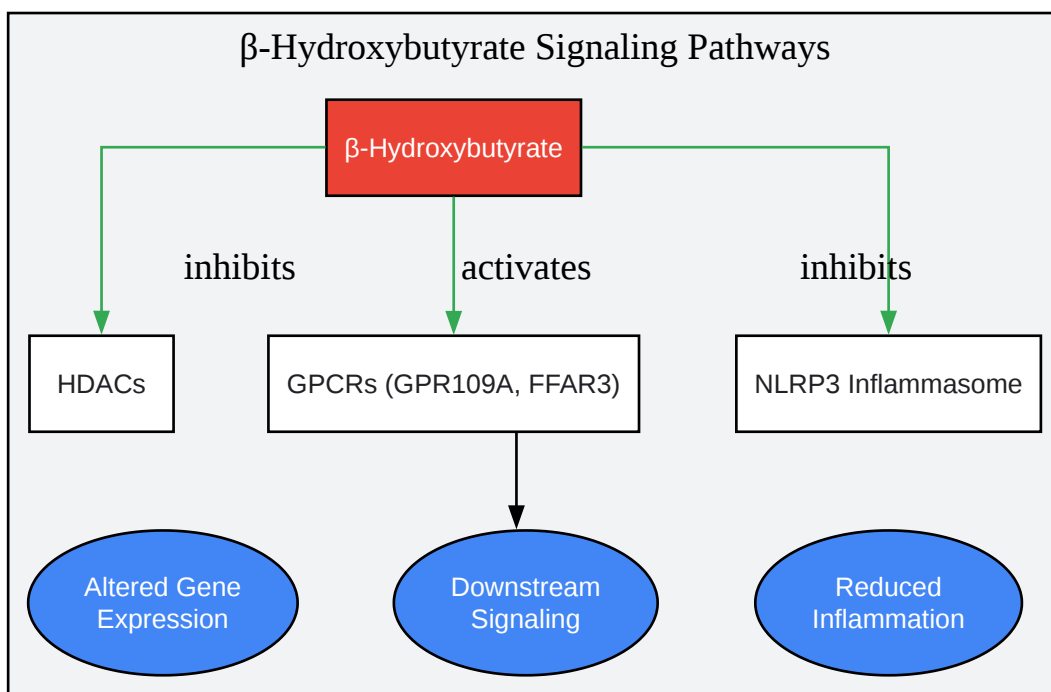 β-Hydroxybutyrate Signaling Pathways
β-Hydroxybutyrate
inhibits
activates
inhibits
HDACs
GPCRs (GPR109A, FFAR3)
NLRP3 Inflammasome
Altered Gene
Expression
Downstream
Signaling
Reduced
Inflammation